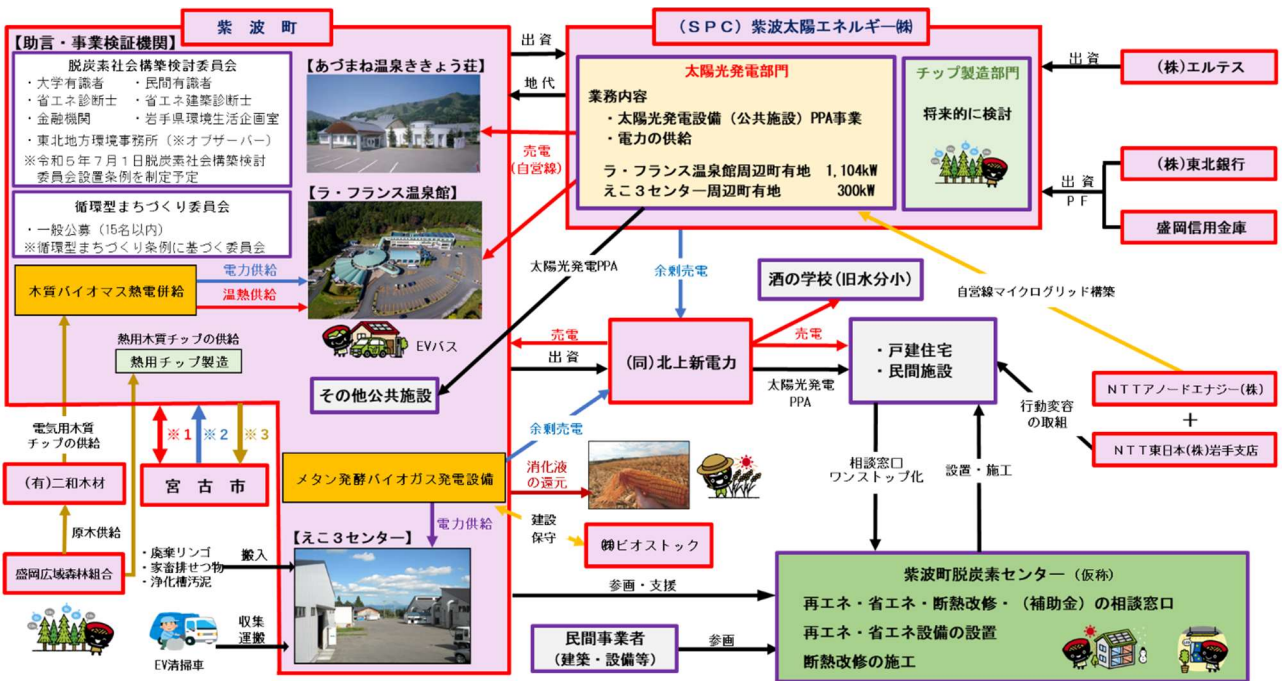 紫波町
【助言・事業検証機関】
脱炭素社会構築検討委員会
・大学有識者 ・民間有識者
・省エネ診断士 ・省エネ建築診断士
・金融機関 ・岩手県環境生活企画室
・東北地方環境事務所（※オブザーバー）
※令和５年７月１日脱炭素社会構築検討
委員会設置条例を制定予定
循環型まちづくり委員会
・一般公募（15名以内）
※循環型まちづくり条例に基づく委員会
【あづまね温泉ききょう荘】
【ラ・フランス温泉館】
木質バイオマス熱電併給
電力供給
温熱供給
EVバス
熱用木質チップの供給
熱用チップ製造
その他公共施設
電気用木質
チップの供給
※１
※２
※３
(有)二和木材
宮古市
原木供給
盛岡広域森林組合
・廃棄リンゴ
・家畜排せつ物
・浄化槽汚泥
搬入
収集
運搬
EV清掃車
メタン発酵バイオガス発電設備
電力供給
【えこ３センター】
出資
地代
売電
(自営線)
(ＳＰＣ)紫波太陽エネルギー㈱
太陽光発電部門
業務内容
・太陽光発電設備（公共施設）PPA事業
・電力の供給
ラ・フランス温泉館周辺町有地 1,104kW
えこ３センター周辺町有地 300kW
チップ製造部門
将来的に検討
出資
(株)エルテス
出資
ＰＦ
(株)東北銀行
盛岡信用金庫
太陽光発電PPA
余剰売電
酒の学校(旧水分小)
自営線マイクログリッド構築
売電
出資
(同)北上新電力
売電
太陽光発電
PPA
・戸建住宅
・民間施設
行動変容
の取組
ＮＴＴアノードエナジー(株)
＋
ＮＴＴ東日本(株)岩手支店
余剰売電
消化液
の還元
建設
保守
㈱ビオストック
相談窓口
ワンストップ化
設置・施工
参画・支援
民間事業者
(建築・設備等)
参画
紫波町脱炭素センター（仮称）
再エネ・省エネ・断熱改修・（補助金）の相談窓口
再エネ・省エネ設備の設置
断熱改修の施工